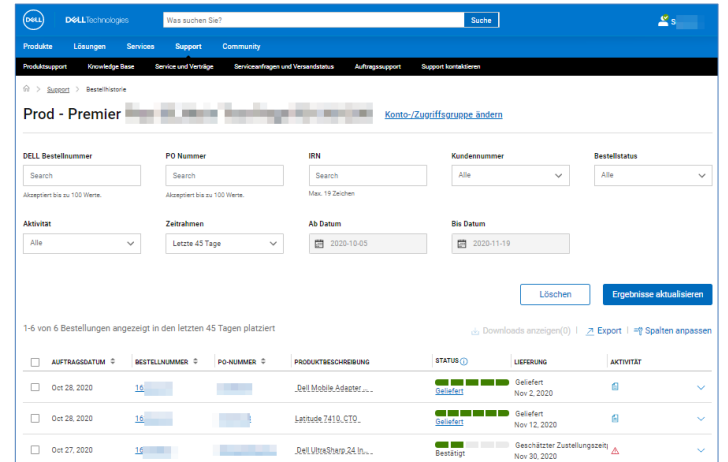 DELL DELLTechnologies Was suchen Sie? Suche S
Produkte Lösungen Services Support Community
Produktsupport Knowledge Base Service und Verträge Serviceanfragen und Versandstatus Auftragssupport Support kontaktieren
> Support > Bestellhistorie
Prod - Premier Konto-/Zugriffsgruppe ändern
DELL Bestellnummer PO Nummer IRN Kundennummer Bestellstatus
Search Search Search Alle Alle
Akzeptiert bis zu 100 Werte. Akzeptiert bis zu 100 Werte. Max. 19 Zeichen
Aktivität Zeitrahmen Ab Datum Bis Datum
Alle Letzte 45 Tage 2020-10-05 2020-11-19
Löschen Ergebnisse aktualisieren
1-6 von 6 Bestellungen angezeigt in den letzten 45 Tagen platziert Downloads anzeigen(0) | Export | Spalten anpassen
AUFTRAGSDATUM BESTELLNUMMER PO-NUMMER PRODUKTBESCHREIBUNG STATUS LIEFERUNG AKTIVITÄT
Oct 28, 2020 16 Dell Mobile Adapter ... Geliefert Geliefert
Nov 2, 2020
Oct 28, 2020 16 Latitude 7410, CTO Geliefert Geliefert
Nov 12, 2020
Oct 27, 2020 16 Dell UltraSharp 24 In... Bestätigt Geschätzter Zustellungszeit
Nov 30, 2020